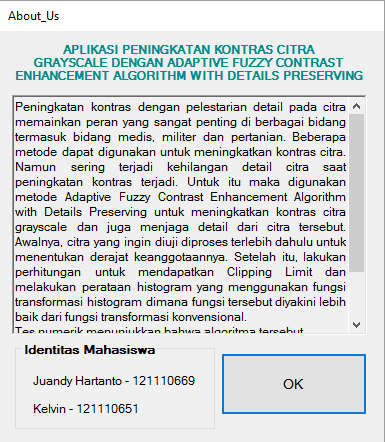 About_Us
APLIKASI PENINGKATAN KONTRAS CITRA
GRAYSCALE DENGAN ADAPTIVE FUZZY CONTRAST
ENHANCEMENT ALGORITHM WITH DETAILS PRESERVING
Peningkatan kontras dengan pelestarian detail pada citra
memainkan peran yang sangat penting di berbagai bidang
termasuk bidang medis, militer dan pertanian. Beberapa
metode dapat digunakan untuk meningkatkan kontras citra.
Namun sering terjadi kehilangan detail citra saat
peningkatan kontras terjadi. Untuk itu maka digunakan
metode Adaptive Fuzzy Contrast Enhancement Algorithm
with Details Preserving untuk meningkatkan kontras citra
grayscale dan juga menjaga detail dari citra tersebut.
Awalnya, citra yang ingin diuji diproses terlebih dahulu untuk
menentukan derajat keanggotaannya. Setelah itu, lakukan
perhitungan untuk mendapatkan Clipping Limit dan
melakukan perataan histogram yang menggunakan fungsi
transformasi histogram dimana fungsi tersebut diyakini lebih
baik dari fungsi transformasi konvensional.
Tes numerik menunjukkan bahwa algoritma tersebut
Identitas Mahasiswa
Juandy Hartanto - 121110669
Kelvin - 121110651
OK